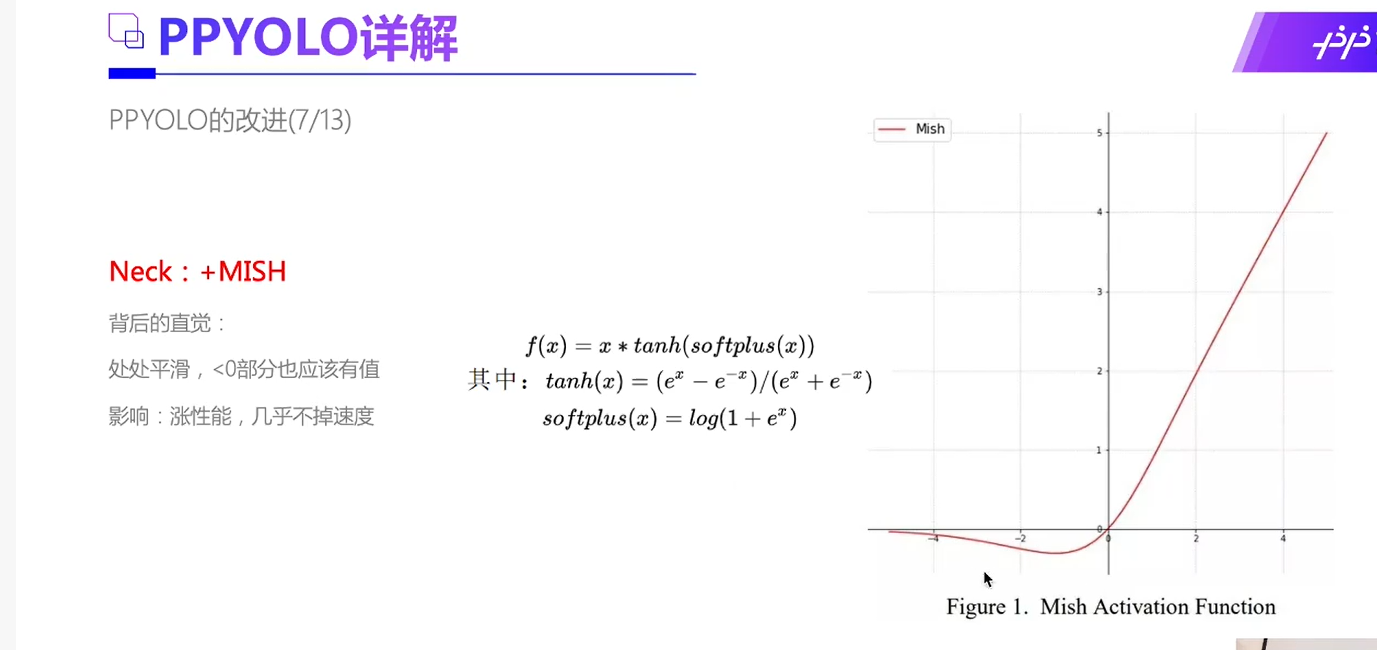 PPYOLO详解
PPYOLO的改进(7/13)
Neck：+MISH
背后的直觉：
处处平滑，<0部分也应该有值
影响：涨性能，几乎不掉速度
f(x) = x ∗ tanh(softplus(x))
其中：tanh(x) = (e^x − e^{−x})/(e^x + e^{−x})
softplus(x) = log(1 + e^x)
Mish
5
4
3
2
1
0
−4 −2 0 2 4
Figure 1. Mish Activation Function